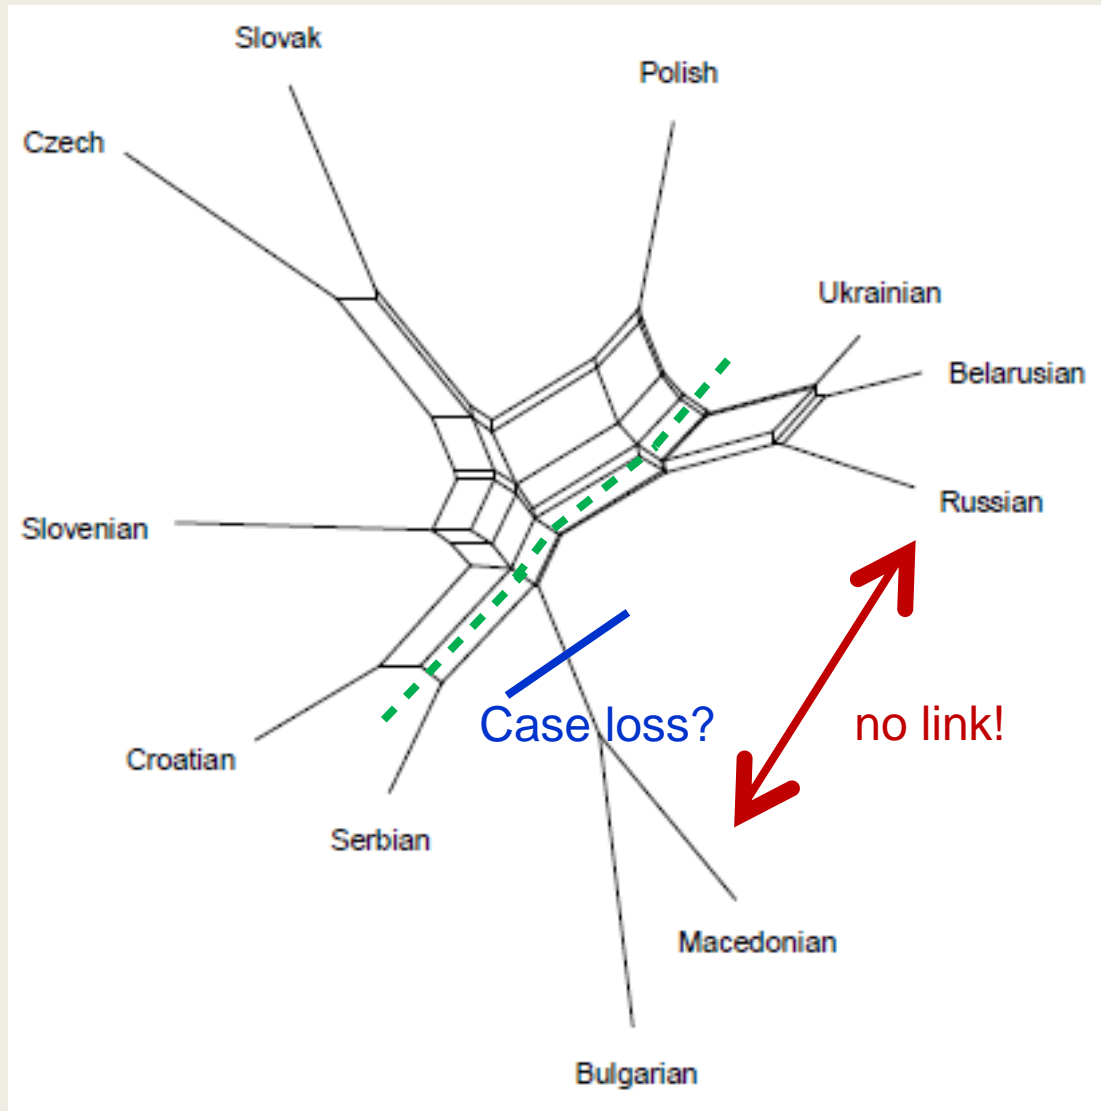 Slovak
Polish
Czech
Ukrainian
Belarusian
Russian
Slovenian
Case loss?
no link!
Croatian
Serbian
Macedonian
Bulgarian